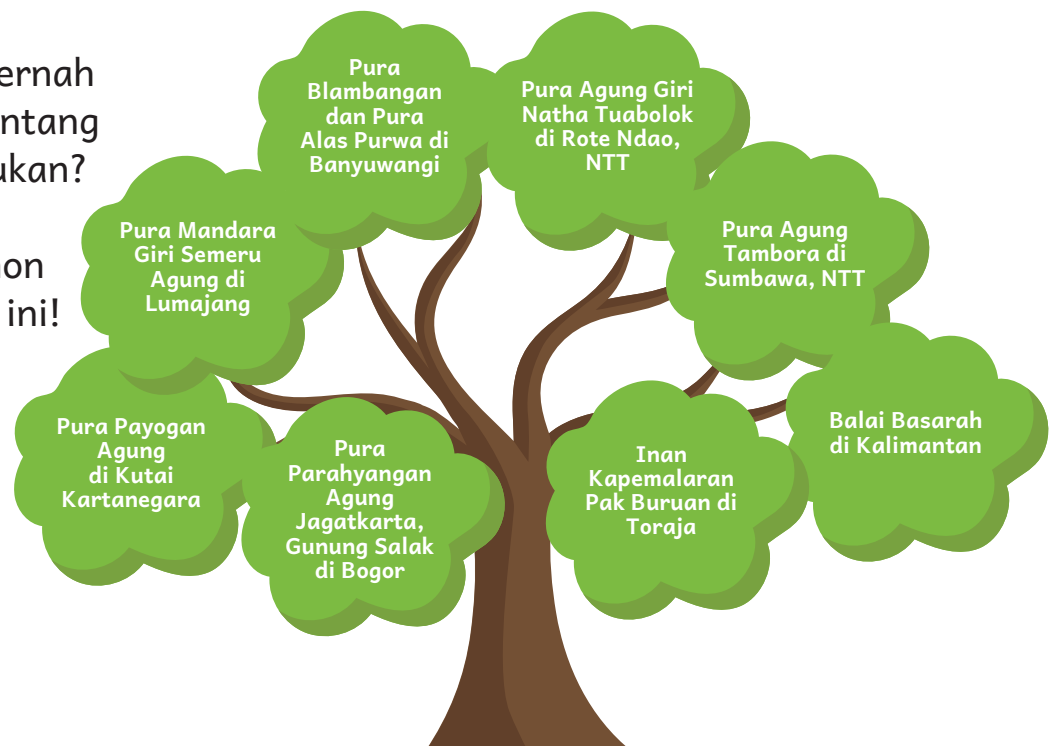 ernah
ntang
ukan?
on
ini!
Pura
Blambangan
dan Pura
Alas Purwa di
Banyuwangi
Pura Agung Giri
Natha Tuabolok
di Rote Ndao,
NTT
Pura Mandara
Giri Semeru
Agung di
Lumajang
Pura Agung
Tambora di
Sumbawa, NTT
Pura Payogan
Agung
di Kutai
Kartanegara
Pura
Parahyangan
Agung
Jagatkarta,
Gunung Salak
di Bogor
Inan
Kapemalaran
Pak Buruan di
Toraja
Balai Basarah
di Kalimantan